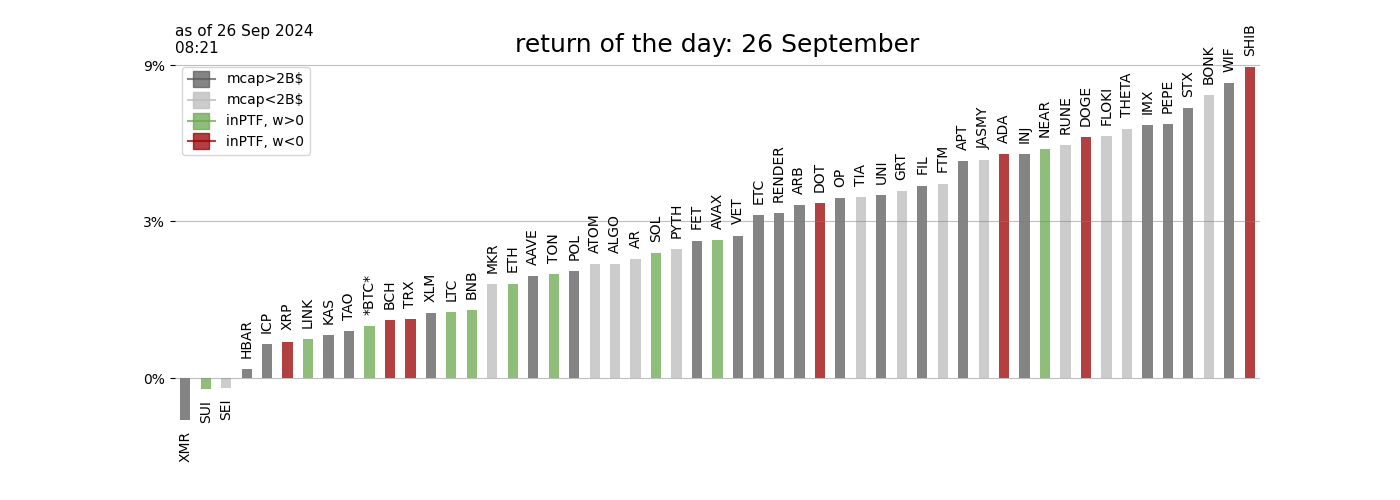 as of 26 Sep 2024
08:21
return of the day: 26 September
9%
3%
0%
mcap>2B$
mcap<2B$
inPTF, w>0
inPTF, w<0
XMR
SUI
SEI
HBAR
ICP
XRP
LINK
KAS
TAO
*BTC*
BCH
TRX
XLM
LTC
BNB
MKR
ETH
AAVE
TON
POL
ATOM
ALGO
AR
SOL
PYTH
FET
AVAX
VET
ETC
RENDER
ARB
DOT
OP
TIA
UNI
GRT
FIL
FTM
APT
JASMY
ADA
INJ
NEAR
RUNE
DOGE
FLOKI
THETA
IMX
PEPE
STX
BONK
WIF
SHIB